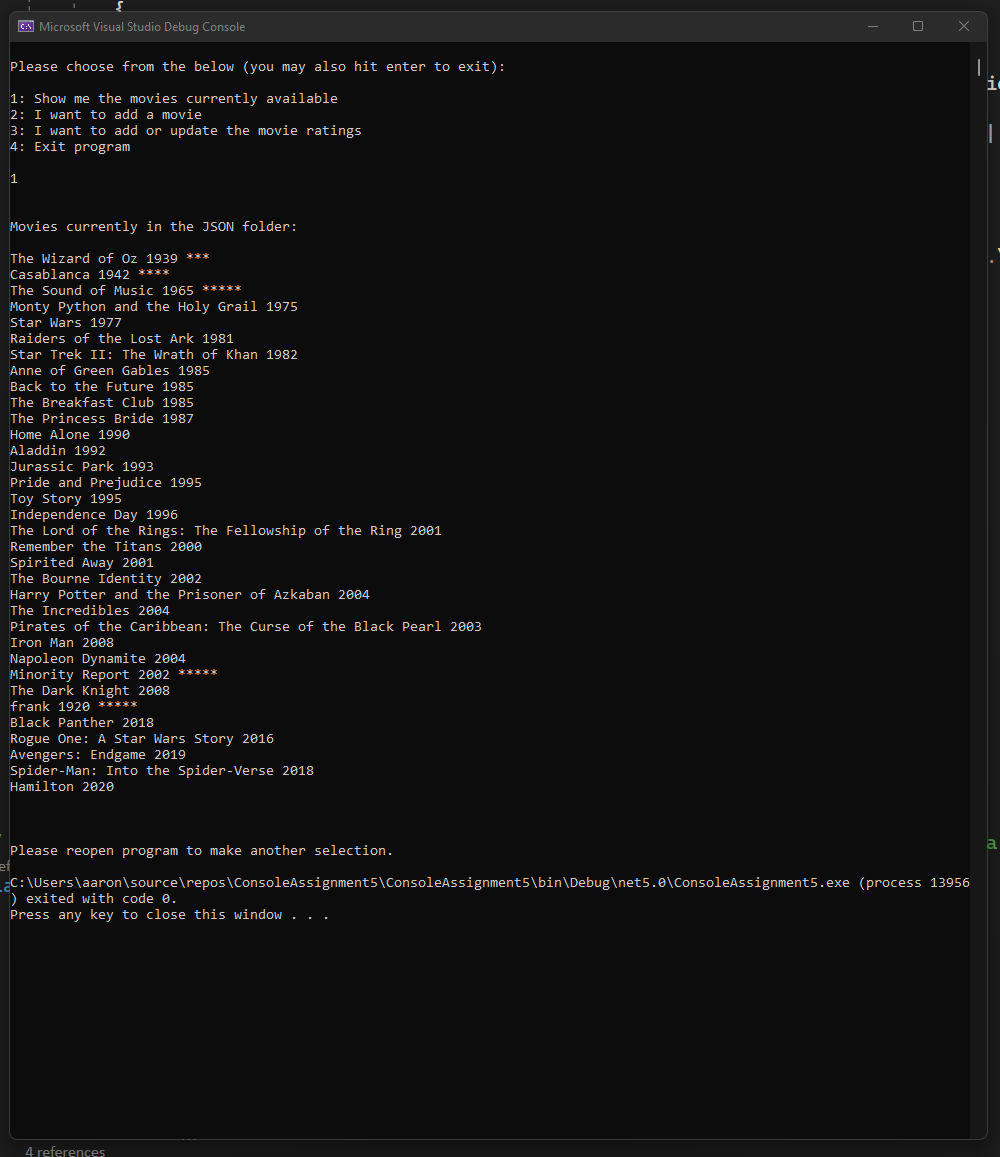 Microsoft Visual Studio Debug Console
Please choose from the below (you may also hit enter to exit):
1: Show me the movies currently available
2: I want to add a movie
3: I want to add or update the movie ratings
4: Exit program
1
Movies currently in the JSON folder:
The Wizard of Oz 1939 ***
Casablanca 1942 ****
The Sound of Music 1965 *****
Monty Python and the Holy Grail 1975
Star Wars 1977
Raiders of the Lost Ark 1981
Star Trek II: The Wrath of Khan 1982
Anne of Green Gables 1985
Back to the Future 1985
The Breakfast Club 1985
The Princess Bride 1987
Home Alone 1990
Aladdin 1992
Jurassic Park 1993
Pride and Prejudice 1995
Toy Story 1995
Independence Day 1996
The Lord of the Rings: The Fellowship of the Ring 2001
Remember the Titans 2000
Spirited Away 2001
The Bourne Identity 2002
Harry Potter and the Prisoner of Azkaban 2004
The Incredibles 2004
Pirates of the Caribbean: The Curse of the Black Pearl 2003
Iron Man 2008
Napoleon Dynamite 2004
Minority Report 2002 *****
The Dark Knight 2008
frank 1920 *****
Black Panther 2018
Rogue One: A Star Wars Story 2016
Avengers: Endgame 2019
Spider-Man: Into the Spider-Verse 2018
Hamilton 2020
Please reopen program to make another selection.
C:\Users\aaron\source\repos\ConsoleAssignment5\ConsoleAssignment5\bin\Debug\net5.0\ConsoleAssignment5.exe (process 13956
) exited with code 0.
Press any key to close this window . . .
4 references